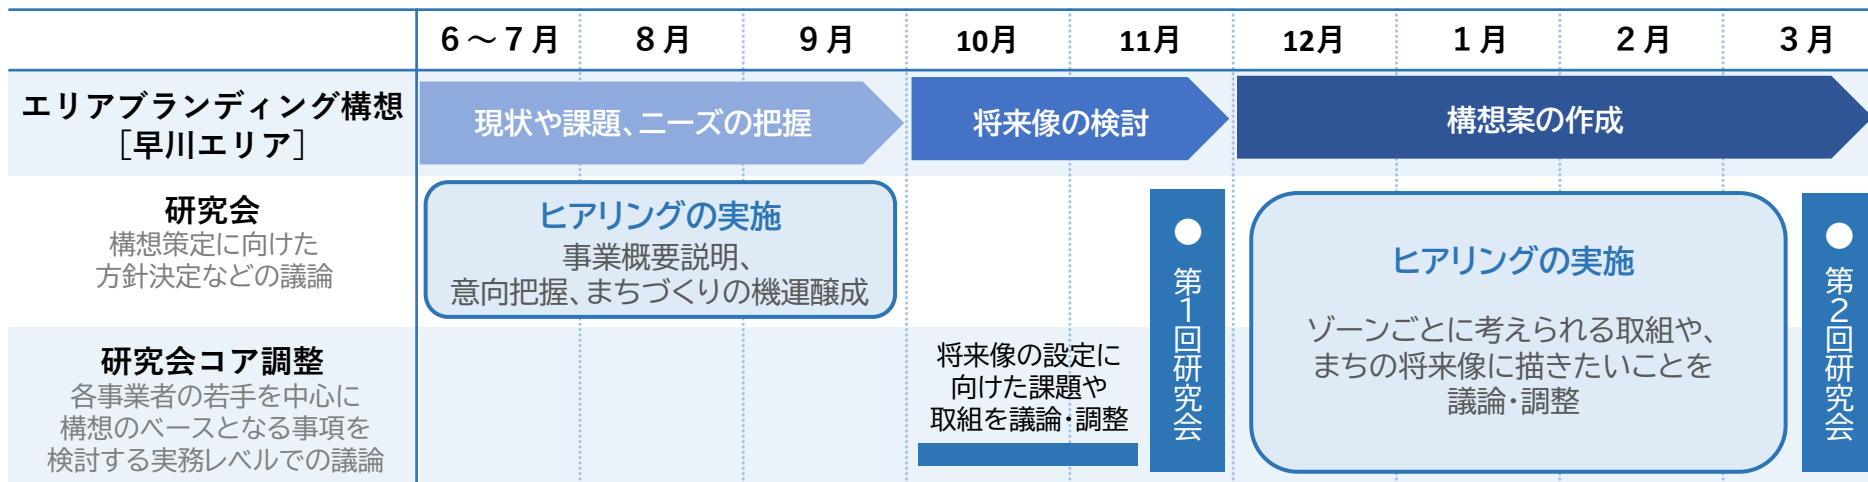 6～7月 8月 9月 10月 11月 12月 1月 2月 3月
エリアブランディング構想
［早川エリア］
現状や課題、ニーズの把握
将来像の検討
構想案の作成
研究会
構想策定に向けた
方針決定などの議論
ヒアリングの実施
事業概要説明、
意向把握、まちづくりの機運醸成
研究会コア調整
各事業者の若手を中心に
構想のベースとなる事項を
検討する実務レベルでの議論
将来像の設定に
向けた課題や
取組を議論・調整
●第1回研究会
ヒアリングの実施
ゾーンごとに考えられる取組や、
まちの将来像に描きたいことを
議論・調整
●第2回研究会